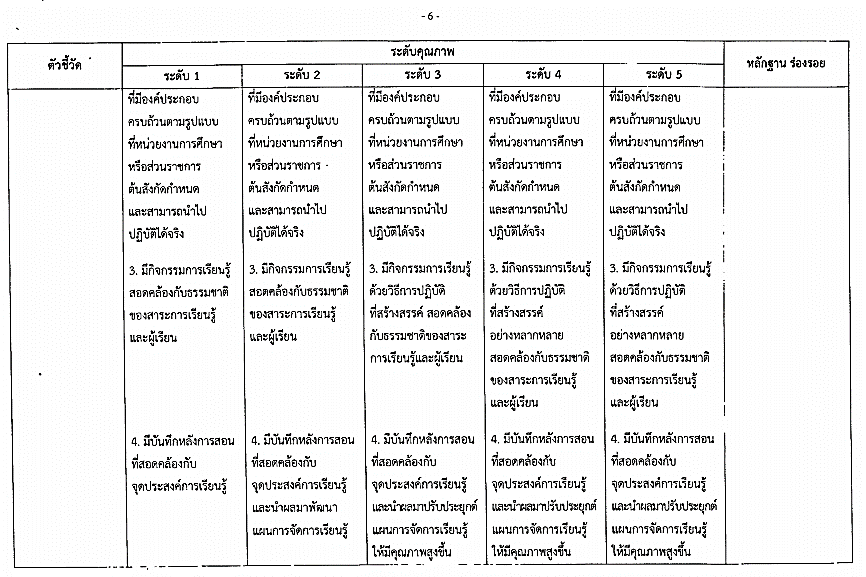 - 6 -
ตัวชี้วัด
ระดับคุณภาพ
หลักฐาน ร่องรอย
ระดับ 1
ระดับ 2
ระดับ 3
ระดับ 4
ระดับ 5
ที่มีองค์ประกอบ
ครบถ้วนตามรูปแบบ
ที่หน่วยงานการศึกษา
หรือส่วนราชการ
ต้นสังกัดกำหนด
และสามารถนำไป
ปฏิบัติได้จริง
3. มีกิจกรรมการเรียนรู้
สอดคล้องกับธรรมชาติ
ของสาระการเรียนรู้
และผู้เรียน
4. มีบันทึกหลังการสอน
ที่สอดคล้องกับ
จุดประสงค์การเรียนรู้
ที่มีองค์ประกอบ
ครบถ้วนตามรูปแบบ
ที่หน่วยงานการศึกษา
หรือส่วนราชการ
ต้นสังกัดกำหนด
และสามารถนำไป
ปฏิบัติได้จริง
3. มีกิจกรรมการเรียนรู้
สอดคล้องกับธรรมชาติ
ของสาระการเรียนรู้
และผู้เรียน
4. มีบันทึกหลังการสอน
ที่สอดคล้องกับ
จุดประสงค์การเรียนรู้
และนำผลมาพัฒนา
แผนการจัดการเรียนรู้
ที่มีองค์ประกอบ
ครบถ้วนตามรูปแบบ
ที่หน่วยงานการศึกษา
หรือส่วนราชการ
ต้นสังกัดกำหนด
และสามารถนำไป
ปฏิบัติได้จริง
3. มีกิจกรรมการเรียนรู้
ด้วยวิธีการปฏิบัติ
ที่สร้างสรรค์ สอดคล้อง
กับธรรมชาติของสาระ
การเรียนรู้และผู้เรียน
4. มีบันทึกหลังการสอน
ที่สอดคล้องกับ
จุดประสงค์การเรียนรู้
และนำผลมาปรับประยุกต์
แผนการจัดการเรียนรู้
ให้มีคุณภาพสูงขึ้น
ที่มีองค์ประกอบ
ครบถ้วนตามรูปแบบ
ที่หน่วยงานการศึกษา
หรือส่วนราชการ
ต้นสังกัดกำหนด
และสามารถนำไป
ปฏิบัติได้จริง
3. มีกิจกรรมการเรียนรู้
ด้วยวิธีการปฏิบัติ
ที่สร้างสรรค์
อย่างหลากหลาย
สอดคล้องกับธรรมชาติ
ของสาระการเรียนรู้
และผู้เรียน
4. มีบันทึกหลังการสอน
ที่สอดคล้องกับ
จุดประสงค์การเรียนรู้
และนำผลมาปรับประยุกต์
แผนการจัดการเรียนรู้
ให้มีคุณภาพสูงขึ้น
ที่มีองค์ประกอบ
ครบถ้วนตามรูปแบบ
ที่หน่วยงานการศึกษา
หรือส่วนราชการ
ต้นสังกัดกำหนด
และสามารถนำไป
ปฏิบัติได้จริง
3. มีกิจกรรมการเรียนรู้
ด้วยวิธีการปฏิบัติ
ที่สร้างสรรค์
อย่างหลากหลาย
สอดคล้องกับธรรมชาติ
ของสาระการเรียนรู้
และผู้เรียน
4. มีบันทึกหลังการสอน
ที่สอดคล้องกับ
จุดประสงค์การเรียนรู้
และนำผลมาปรับประยุกต์
แผนการจัดการเรียนรู้
ให้มีคุณภาพสูงขึ้น